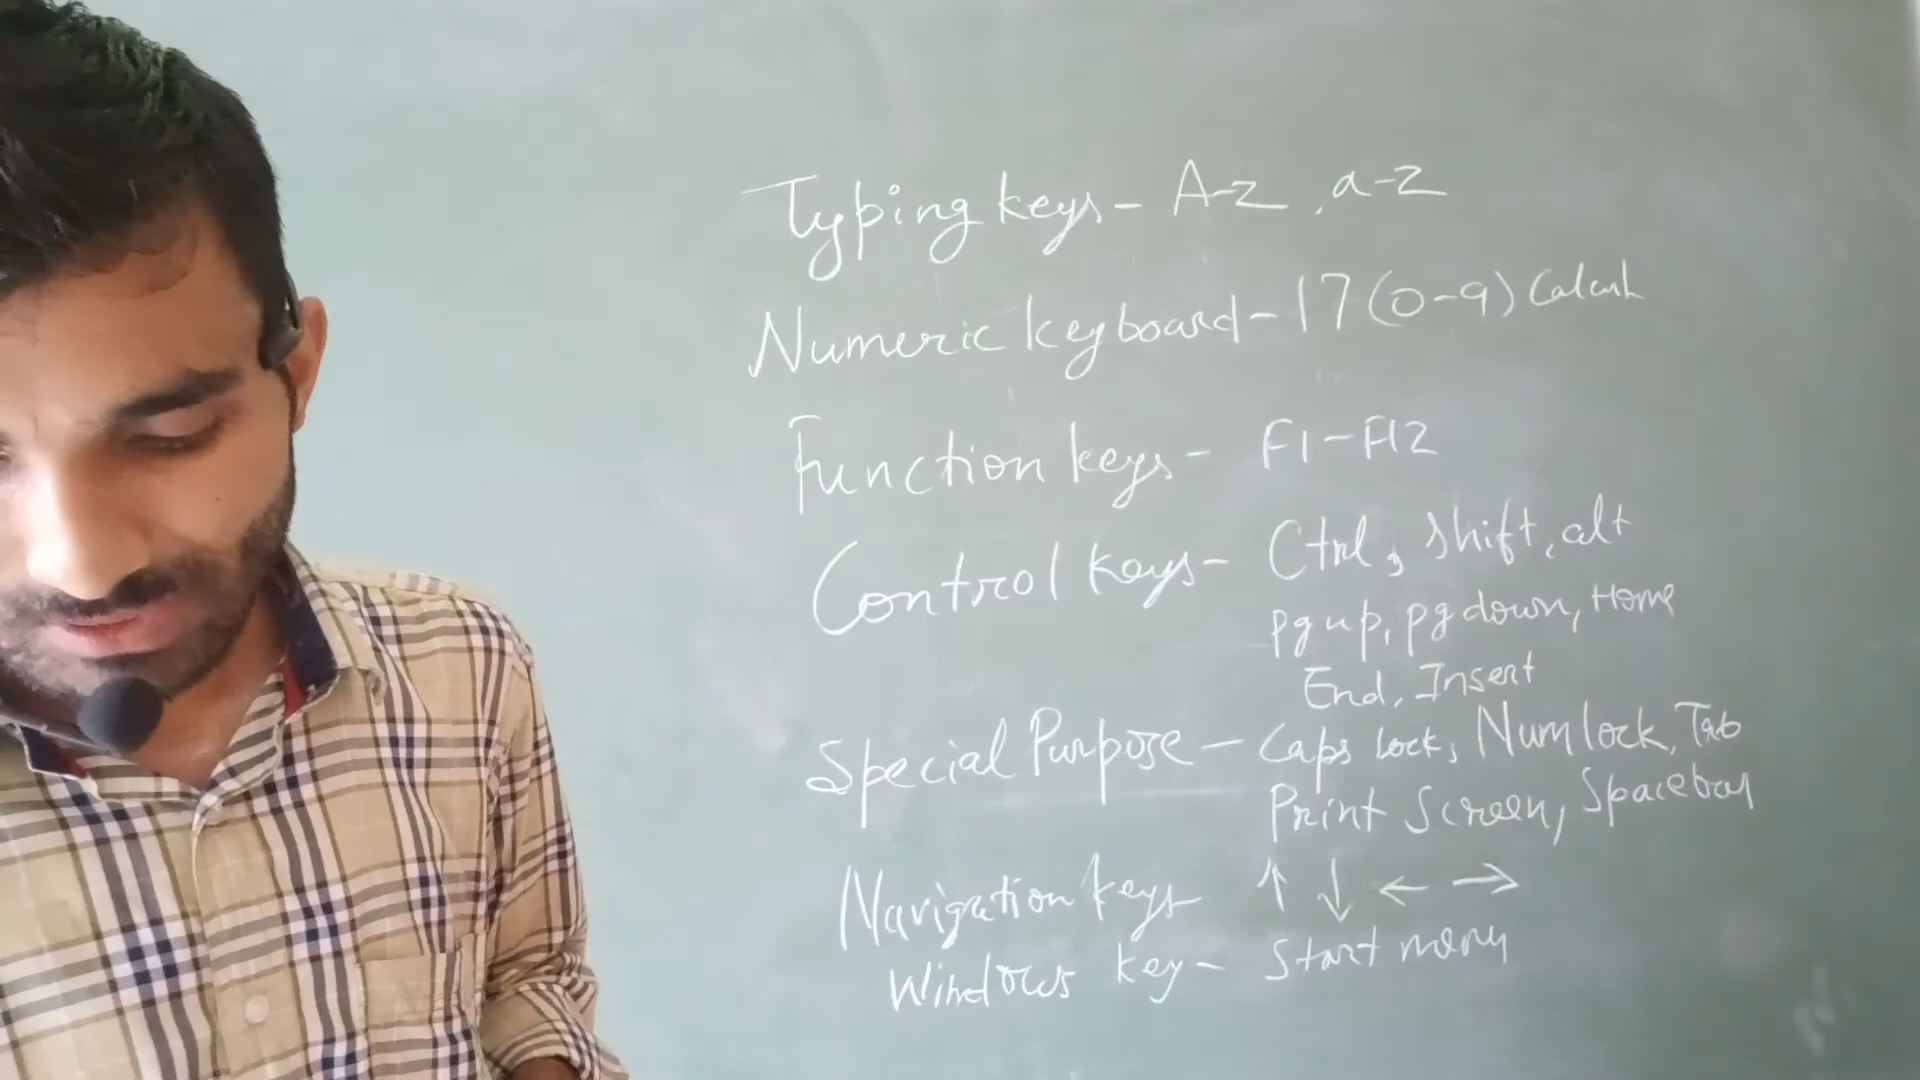 Typing keys - A-Z, a-z
Numeric keyboard - 17 (0-9) Calcul
Function keys - F1-F12
Control Keys - Ctrl, Shift, alt
pg up, pg down, Home
End, Insert
Special Purpose - Caps lock, Num lock, Tab
Print Screen, Spacebar
Navigation keys ↑ ↓ ← →
Windows key - Start menu